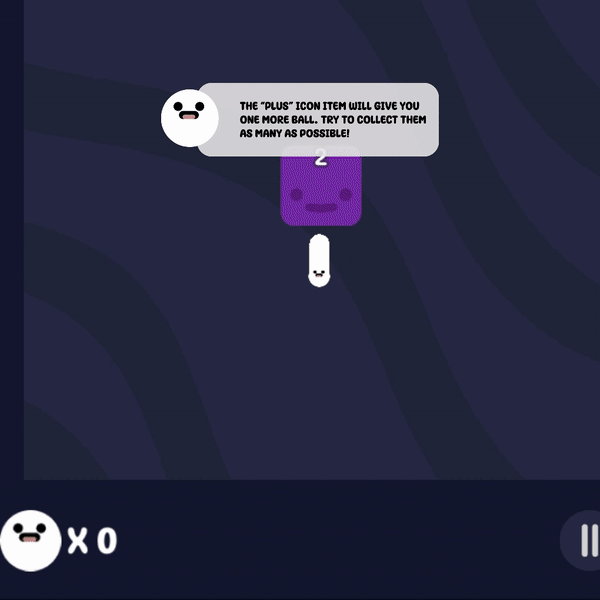 THE "PLUS" ICON ITEM WILL GIVE YOU
ONE MORE BALL. TRY TO COLLECT THEM
AS MANY AS POSSIBLE!
2
X 0